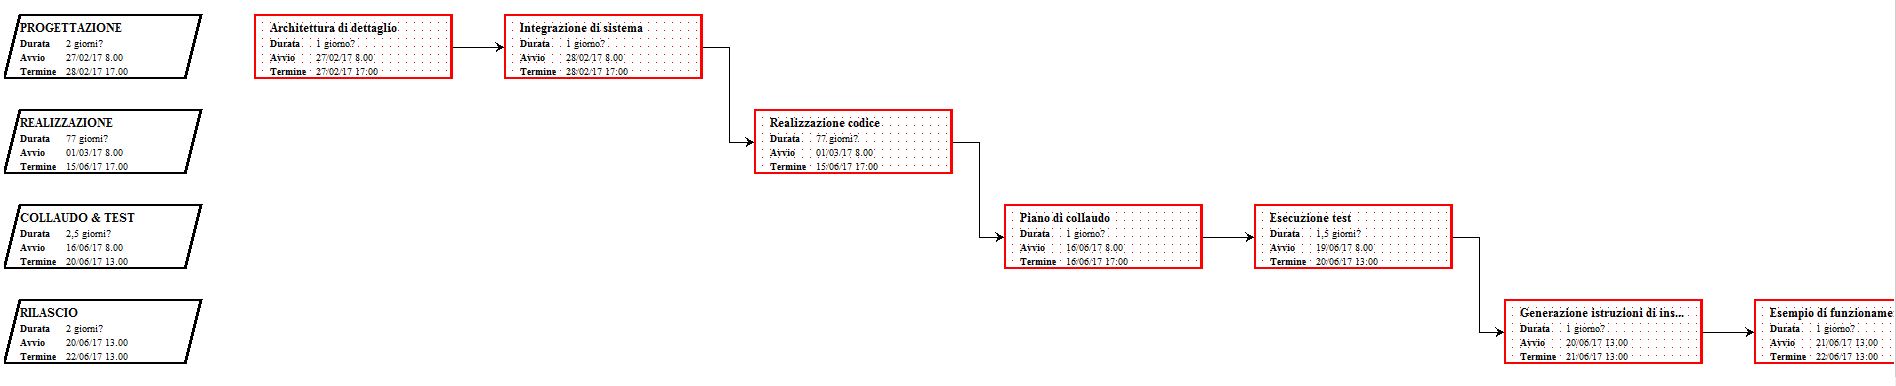 PROGETTAZIONE
Durata 2 giorni?
Avvio 27/02/17 8.00
Termine 28/02/17 17.00
Architettura di dettaglio
Durata 1 giorno?
Avvio 27/02/17 8.00
Termine 27/02/17 17:00
Integrazione di sistema
Durata 1 giorno?
Avvio 28/02/17 8.00
Termine 28/02/17 17:00
REALIZZAZIONE
Durata 77 giorni?
Avvio 01/03/17 8.00
Termine 15/06/17 17.00
Realizzazione codice
Durata 77 giorni?
Avvio 01/03/17 8.00
Termine 15/06/17 17:00
COLLAUDO & TEST
Durata 2,5 giorni?
Avvio 16/06/17 8.00
Termine 20/06/17 13.00
Piano di collaudo
Durata 1 giorno?
Avvio 16/06/17 8.00
Termine 16/06/17 17:00
Esecuzione test
Durata 1,5 giorni?
Avvio 19/06/17 8.00
Termine 20/06/17 13:00
RILASCIO
Durata 2 giorni?
Avvio 20/06/17 13.00
Termine 22/06/17 13.00
Generazione istruzioni di ins...
Durata 1 giorno?
Avvio 20/06/17 13.00
Termine 21/06/17 13:00
Esempio di funzioname
Durata 1 giorno?
Avvio 21/06/17 13.00
Termine 22/06/17 13:00